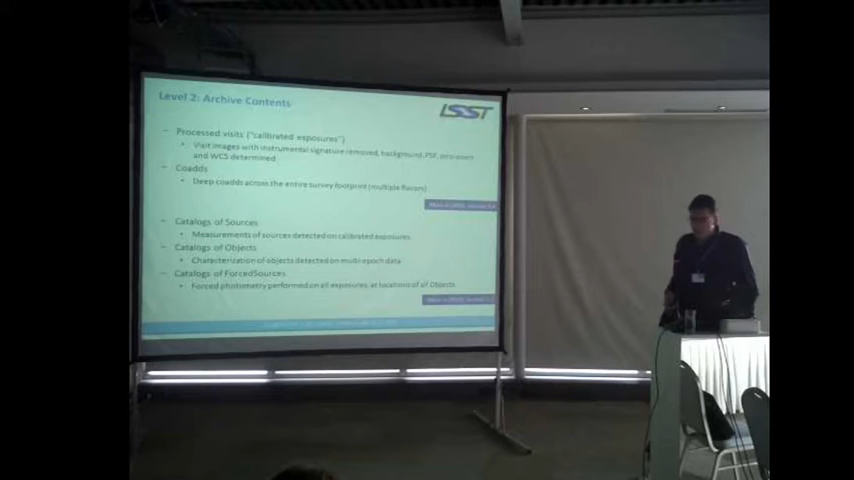 Level 2: Archive Contents
LSST
– Processed visits ("calibrated exposures")
• Visit images with instrumental signature removed, background, PSF, zeropoint
and WCS determined
– Coadds
• Deep coadds across the entire survey footprint (multiple flavors)
– Catalogs of Sources
• Measurements of sources detected on calibrated exposures
– Catalogs of Objects
• Characterization of objects detected on multi-epoch data
– Catalogs of ForcedSources
• Forced photometry performed on all exposures, at locations of all Objects